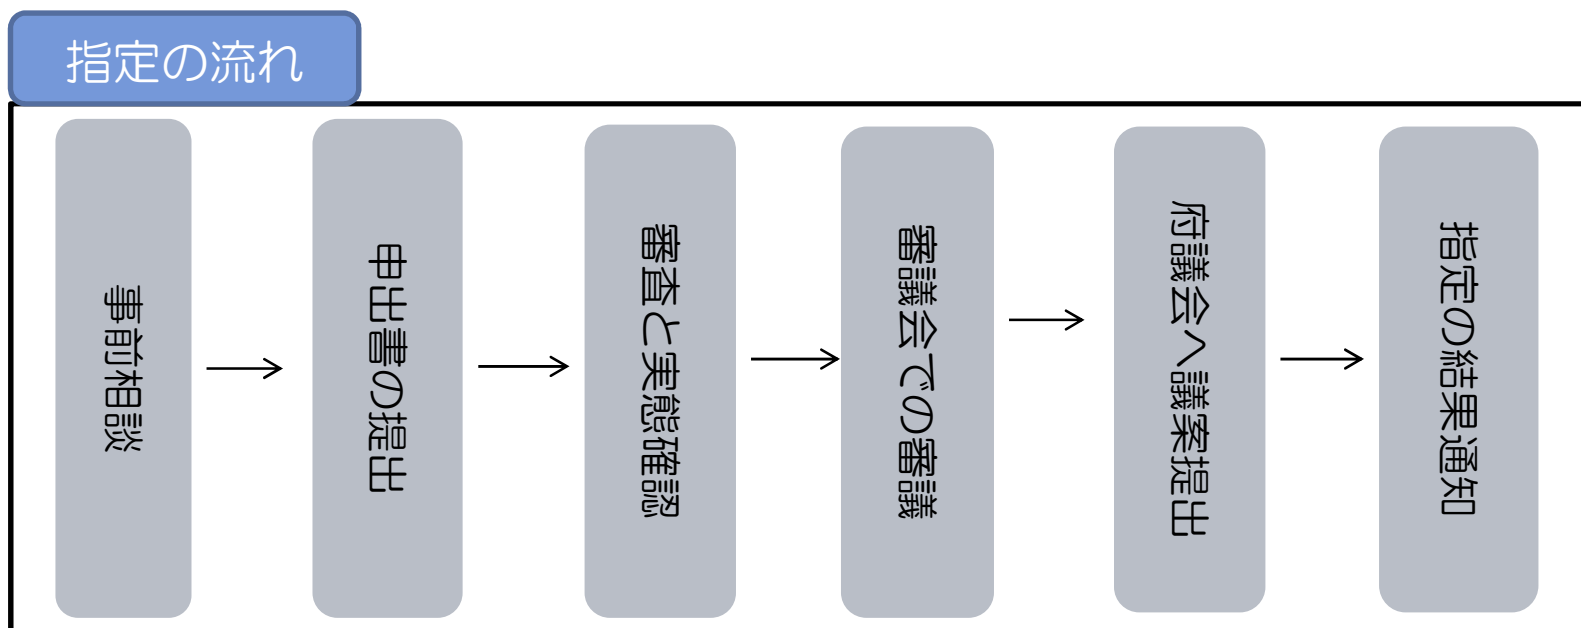 指定の流れ
事前相談
申出書の提出
審査と実態確認
審議会での審議
府議会へ議案提出
指定の結果通知